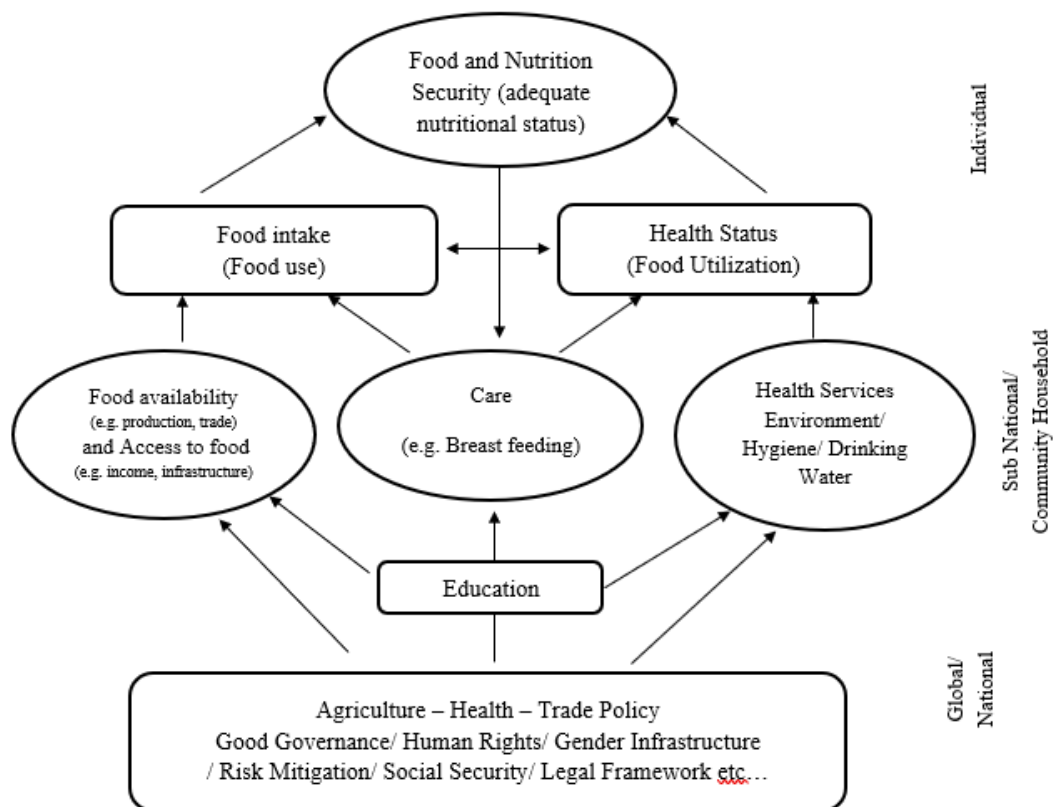 Food and Nutrition
Security (adequate
nutritional status)
Individual
Food intake
(Food use)
Health Status
(Food Utilization)
Food availability
(e.g. production, trade)
and Access to food
(e.g. income, infrastructure)
Care
(e.g. Breast feeding)
Health Services
Environment/
Hygiene/ Drinking
Water
Sub National/
Community Household
Education
Global/
National
Agriculture – Health – Trade Policy
Good Governance/ Human Rights/ Gender Infrastructure
/ Risk Mitigation/ Social Security/ Legal Framework etc…